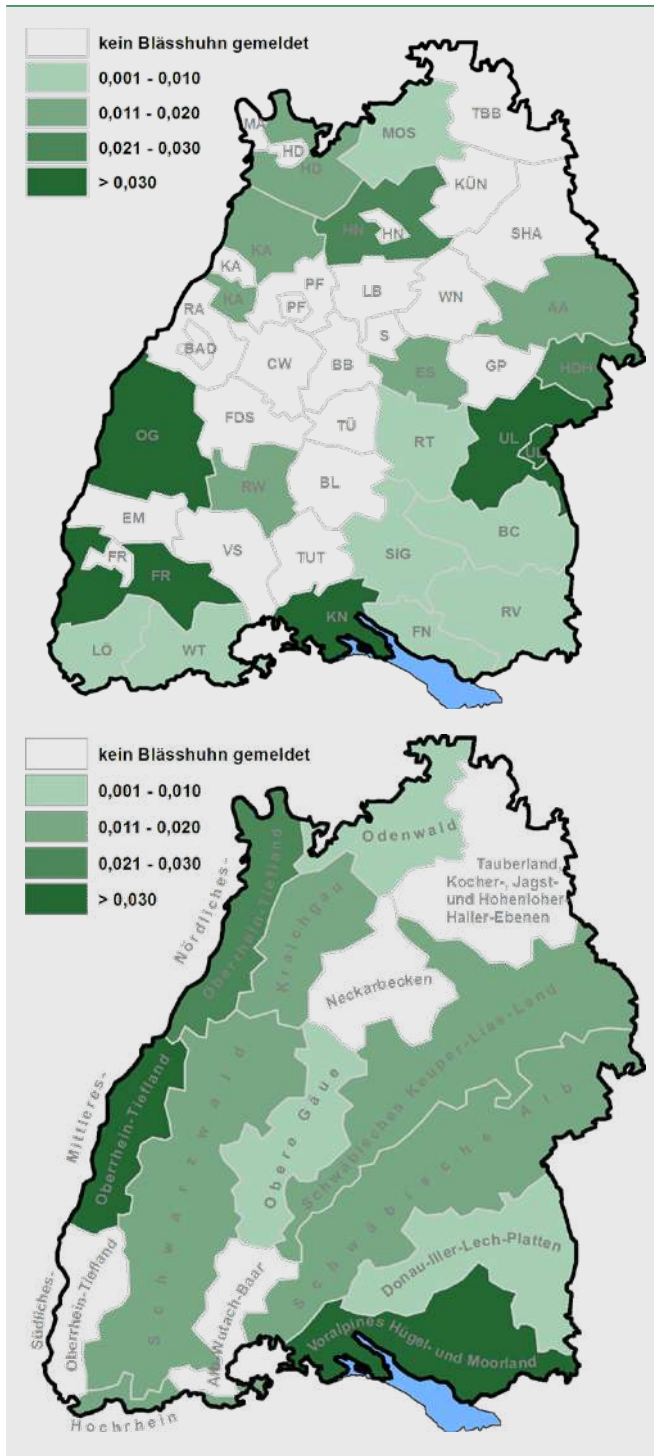 kein Blässhuhn gemeldet
0,001 - 0,010
0,011 - 0,020
0,021 - 0,030
> 0,030
TBB
MA
MOS
HD
HD
KÜN
HN
HN
SHA
KA
KA
PF
LB
WN
KA
RA
PF
AA
S
BAD
CW
BB
ES
GP
HDH
FDS
TÜ
OG
RT
UL
UL
RW
BL
EM
BC
FR
VS
TUT
SIG
FR
RV
KN
FN
LÖ
WT
kein Blässhuhn gemeldet
0,001 - 0,010
0,011 - 0,020
0,021 - 0,030
> 0,030
Odenwald
Tauberland,
Kocher-, Jagst-
und Hohenloher-
Haller-Ebenen
Nördliches-
Oberrhein-Tiefland
Kraichgau
Neckarbecken
Schwäbisches Keuper-Lias-Land
Mittleres-
Oberrhein-Tiefland
Schwarzwald
Obere Gäue
Schwäbische Alb
Donau-Iller-Lech-Platten
Südliches-
Oberrhein-Tiefland
Alb-Wutach-Baar
Voralpines Hügel- und Moorland
Hochrhein